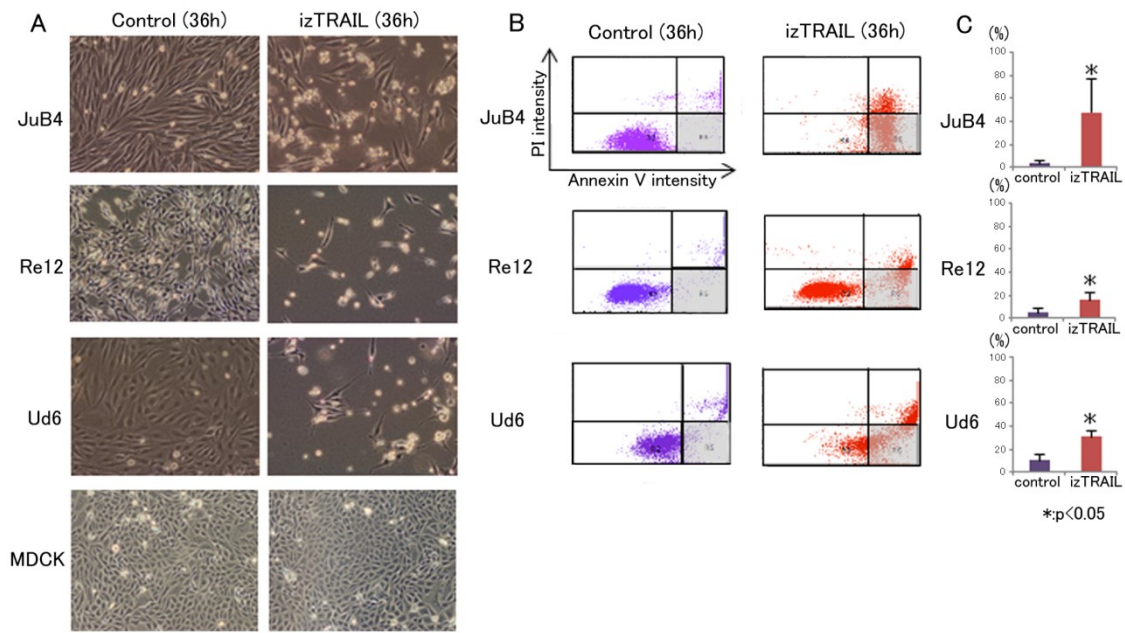 A
Control (36h)
izTRAIL (36h)
JuB4
Re12
Ud6
MDCK
B
Control (36h)
izTRAIL (36h)
JuB4
PI intensity
Annexin V intensity
Re12
Ud6
C
(%)
100
80
60
40
20
0
*
JuB4
control
izTRAIL
(%)
100
80
60
40
20
0
*
Re12
control
izTRAIL
(%)
100
80
60
40
20
0
*
Ud6
control
izTRAIL
*:p<0.05